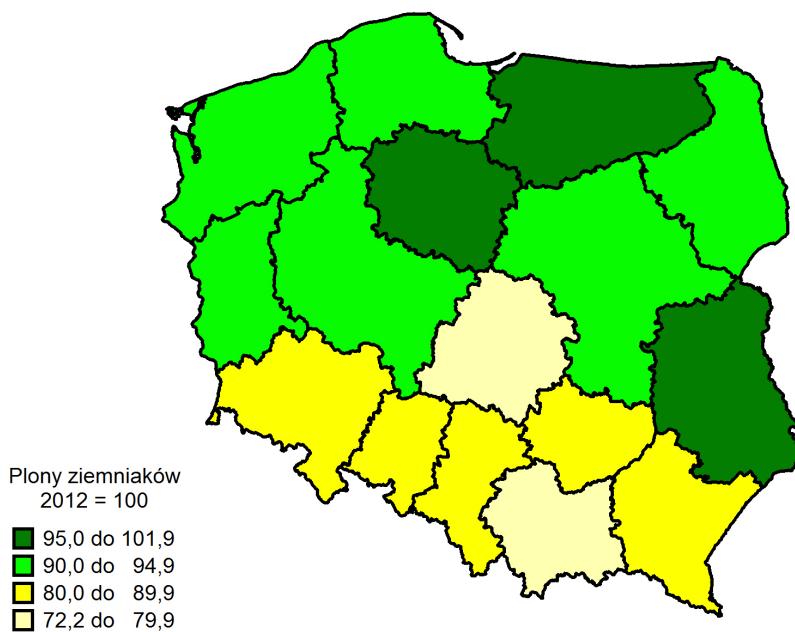 Plony ziemniaków
2012 = 100
95,0 do 101,9
90,0 do 94,9
80,0 do 89,9
72,2 do 79,9